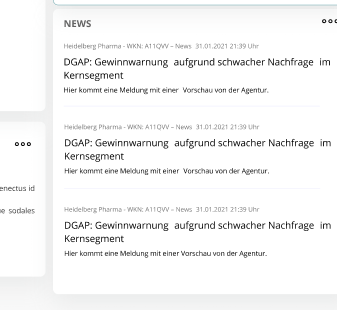 NEWS
Heidelberg Pharma - WKN: A11QVV – News 31.01.2021 21:39 Uhr
DGAP: Gewinnwarnung aufgrund schwacher Nachfrage im
Kernsegment
Hier kommt eine Meldung mit einer Vorschau von der Agentur.
Heidelberg Pharma - WKN: A11QVV – News 31.01.2021 21:39 Uhr
DGAP: Gewinnwarnung aufgrund schwacher Nachfrage im
Kernsegment
Hier kommt eine Meldung mit einer Vorschau von der Agentur.
Heidelberg Pharma - WKN: A11QVV – News 31.01.2021 21:39 Uhr
DGAP: Gewinnwarnung aufgrund schwacher Nachfrage im
Kernsegment
Hier kommt eine Meldung mit einer Vorschau von der Agentur.
enectus id
sodales